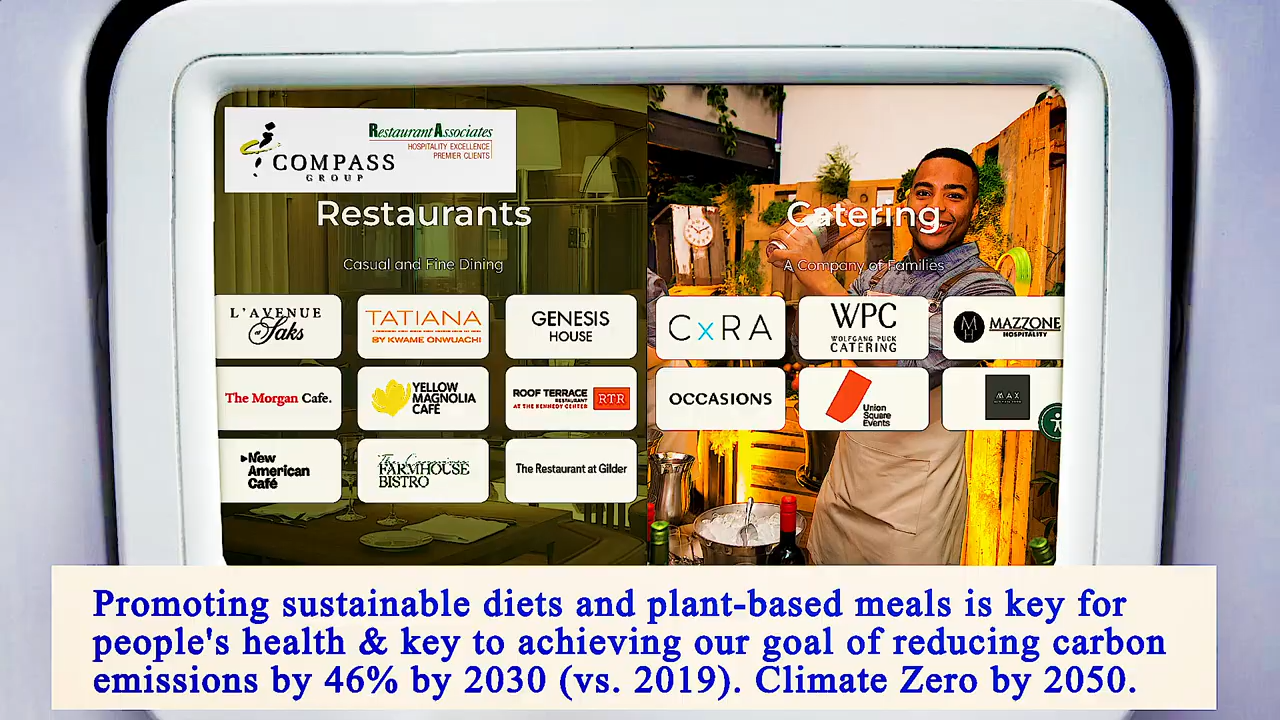 COMPASS
GROUP
Restaurant Associates
HOSPITALITY EXCELLENCE
PREMIER CLIENTS
Restaurants
Casual and Fine Dining
L'AVENUE
Saks
TATIANA
BY KWAME ONWUACHI
GENESIS
HOUSE
The Morgan Cafe.
YELLOW
MAGNOLIA
CAFÉ
ROOF TERRACE
RESTAURANT
AT THE KENNEDY CENTER
RTR
New
American
Café
FARMHOUSE
BISTRO
The Restaurant at Gilder
Catering
A Company of Families
CxRA
WPC
WOLFGANG PUCK
CATERING
MH
MAZZONE
HOSPITALITY
OCCASIONS
Union
Square
Events
MAX
Promoting sustainable diets and plant-based meals is key for
people's health & key to achieving our goal of reducing carbon
emissions by 46% by 2030 (vs. 2019). Climate Zero by 2050.